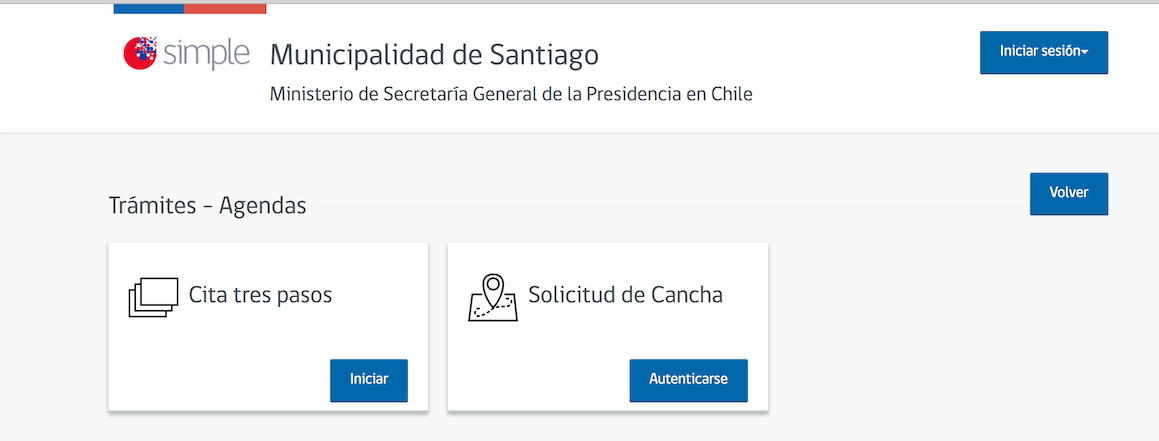 simple
Municipalidad de Santiago
Ministerio de Secretaría General de la Presidencia en Chile
Iniciar sesión
Volver
Trámites - Agendas
Cita tres pasos
Iniciar
Solicitud de Cancha
Autenticarse